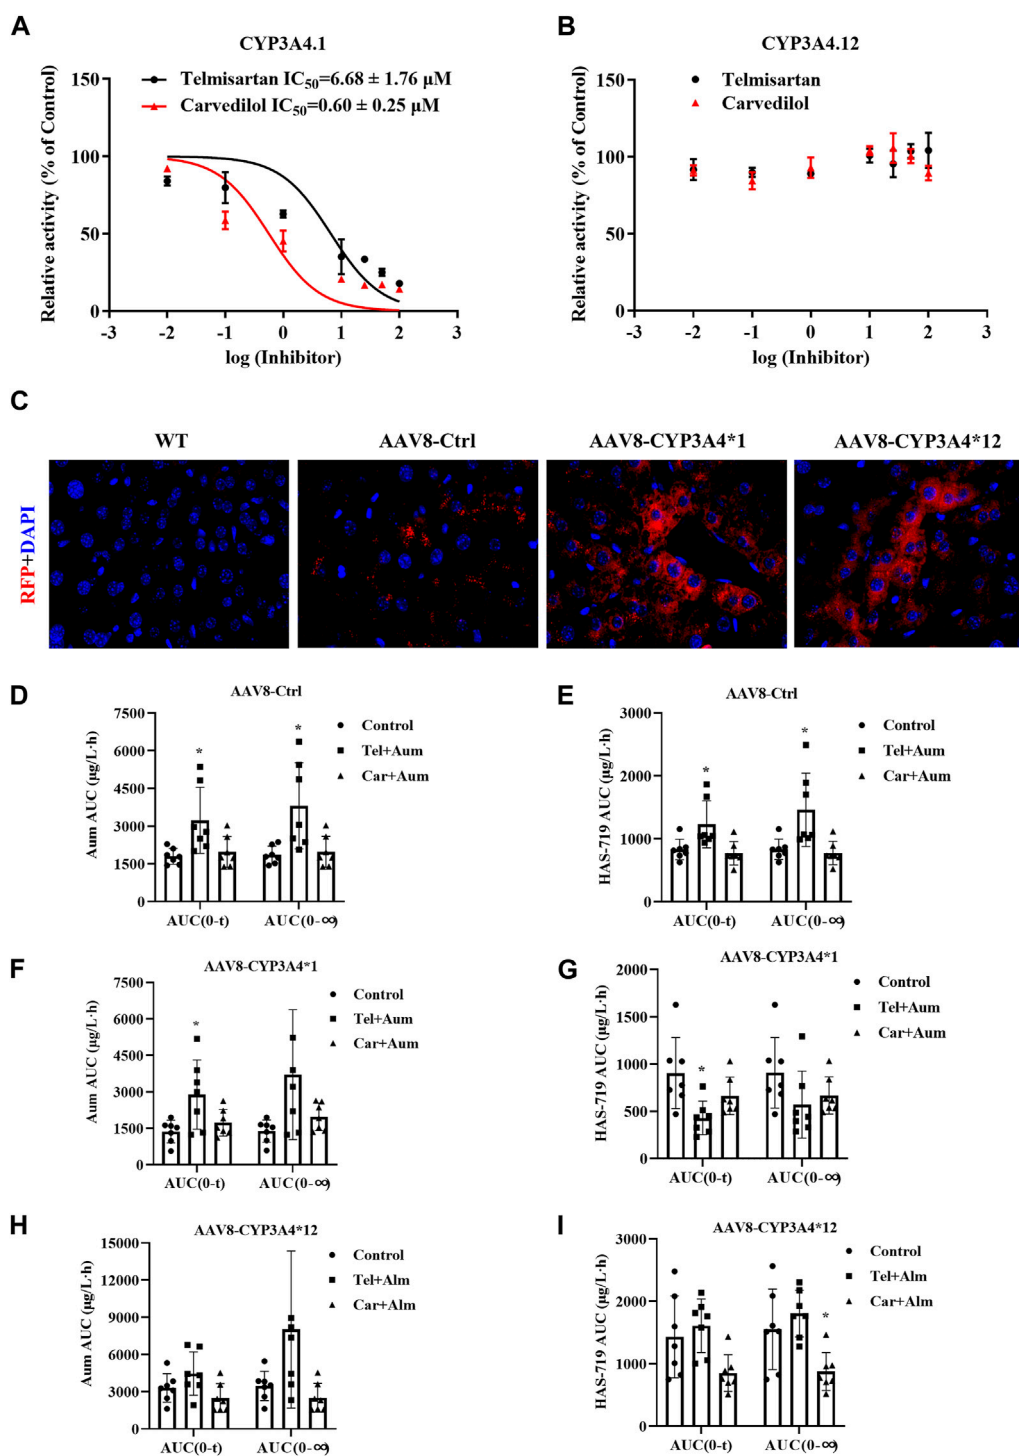 A
CYP3A4.1
Telmisartan IC50=6.68 ± 1.76 µM
Carvedilol IC50=0.60 ± 0.25 µM
Relative activity (% of Control)
150
100
50
0
-3 -2 -1 0 1 2 3
log (Inhibitor)
B
CYP3A4.12
Telmisartan
Carvedilol
Relative activity (% of Control)
150
100
50
0
-3 -2 -1 0 1 2 3
log (Inhibitor)
C
WT AAV8-Ctrl AAV8-CYP3A4*1 AAV8-CYP3A4*12
RFP+DAPI
D
AAV8-Ctrl
Control
Tel+Aum
Car+Aum
Aum AUC (µg/L·h)
7500
6000
4500
3000
1500
0
* *
AUC(0-t) AUC(0-∞)
E
AAV8-Ctrl
Control
Tel+Aum
Car+Aum
HAS-719 AUC (µg/L·h)
3000
2000
1000
0
* *
AUC(0-t) AUC(0-∞)
F
AAV8-CYP3A4*1
Control
Tel+Aum
Car+Aum
Aum AUC (µg/L·h)
7500
6000
4500
3000
1500
0
*
AUC(0-t) AUC(0-∞)
G
AAV8-CYP3A4*1
Control
Tel+Aum
Car+Aum
HAS-719 AUC (µg/L·h)
2000
1500
1000
500
0
*
AUC(0-t) AUC(0-∞)
H
AAV8-CYP3A4*12
Control
Tel+Alm
Car+Alm
Aum AUC (µg/L·h)
15000
12000
9000
6000
3000
0
AUC(0-t) AUC(0-∞)
I
AAV8-CYP3A4*12
Control
Tel+Alm
Car+Alm
HAS-719 AUC (µg/L·h)
3000
2000
1000
0
*
AUC(0-t) AUC(0-∞)